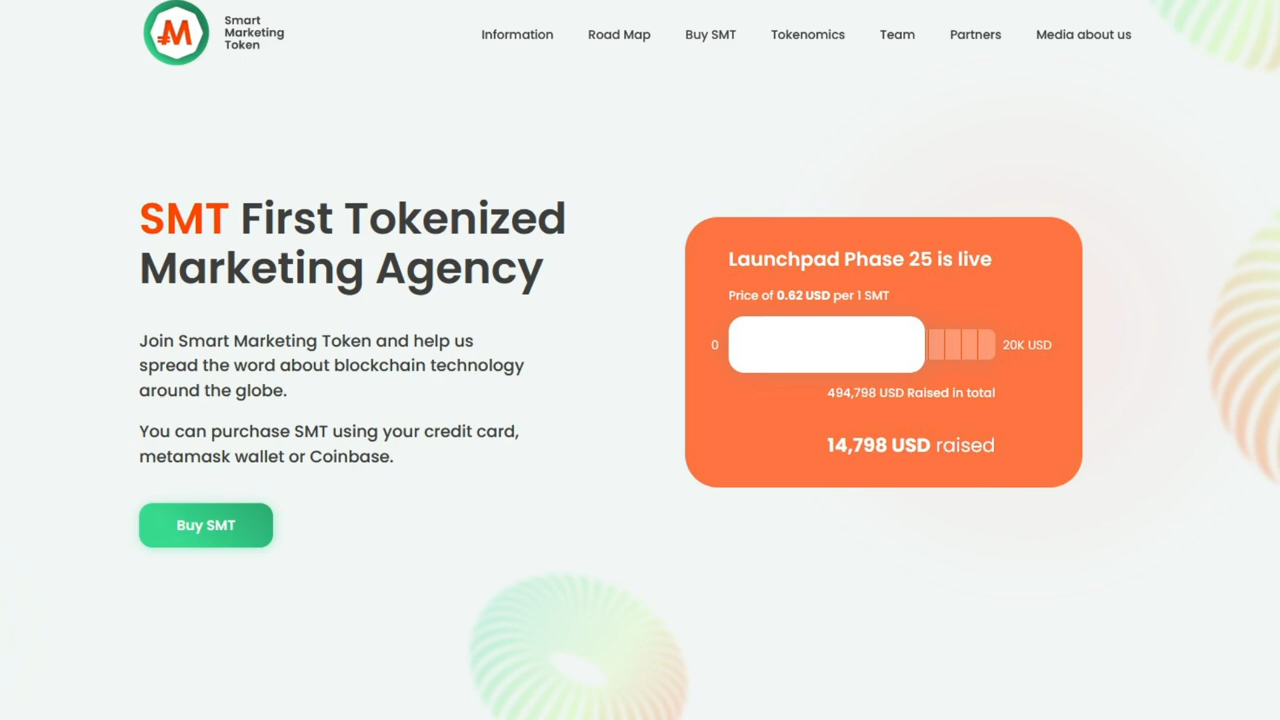 Smart
Marketing
Token
Information Road Map Buy SMT Tokenomics Team Partners Media about us
SMT First Tokenized
Marketing Agency
Join Smart Marketing Token and help us
spread the word about blockchain technology
around the globe.
You can purchase SMT using your credit card,
metamask wallet or Coinbase.
Buy SMT
Launchpad Phase 25 is live
Price of 0.62 USD per 1 SMT
0 20K USD
494,798 USD Raised in total
14,798 USD raised